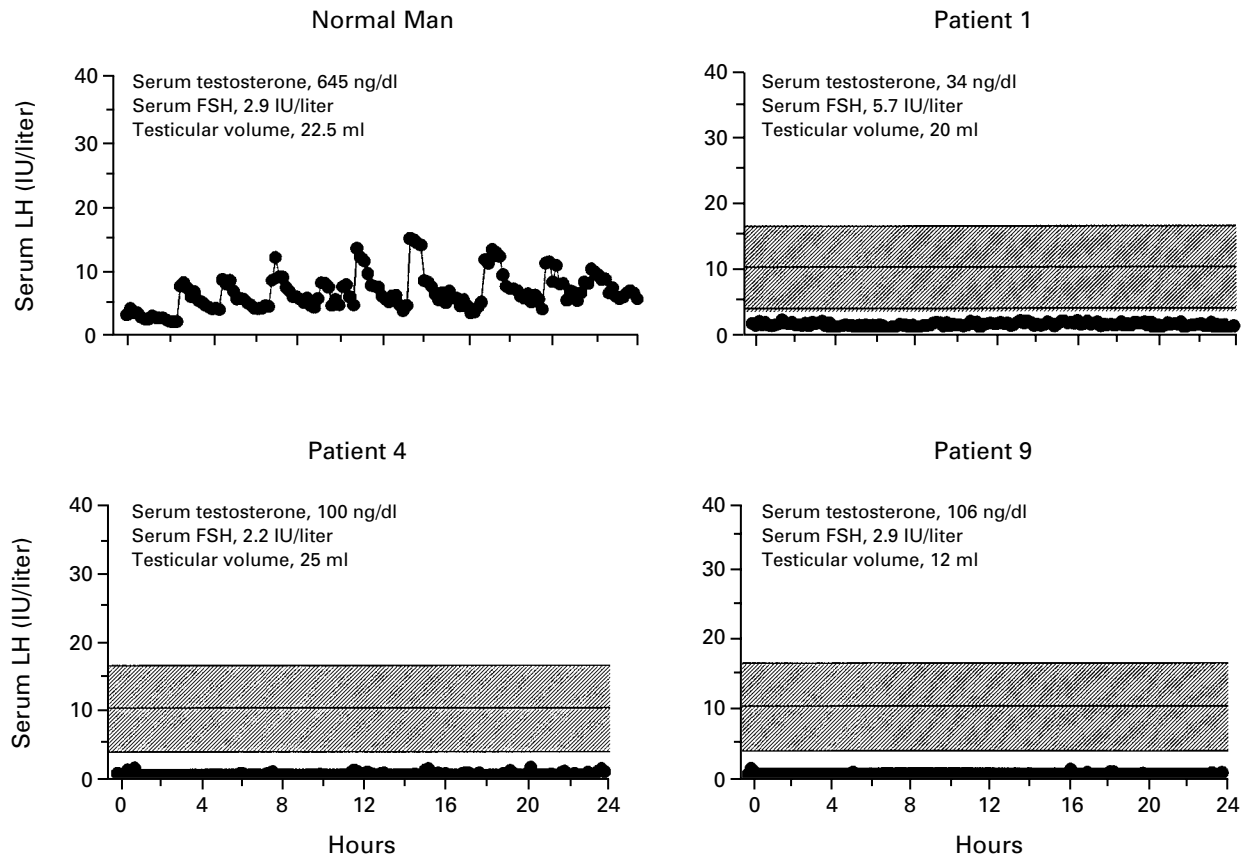 Normal Man
Serum LH (IU/liter)
40
30
20
10
0
Serum testosterone, 645 ng/dl
Serum FSH, 2.9 IU/liter
Testicular volume, 22.5 ml
Patient 1
40
30
20
10
0
Serum testosterone, 34 ng/dl
Serum FSH, 5.7 IU/liter
Testicular volume, 20 ml
Patient 4
Serum LH (IU/liter)
40
30
20
10
0
Serum testosterone, 100 ng/dl
Serum FSH, 2.2 IU/liter
Testicular volume, 25 ml
0 4 8 12 16 20 24
Hours
Patient 9
40
30
20
10
0
Serum testosterone, 106 ng/dl
Serum FSH, 2.9 IU/liter
Testicular volume, 12 ml
0 4 8 12 16 20 24
Hours